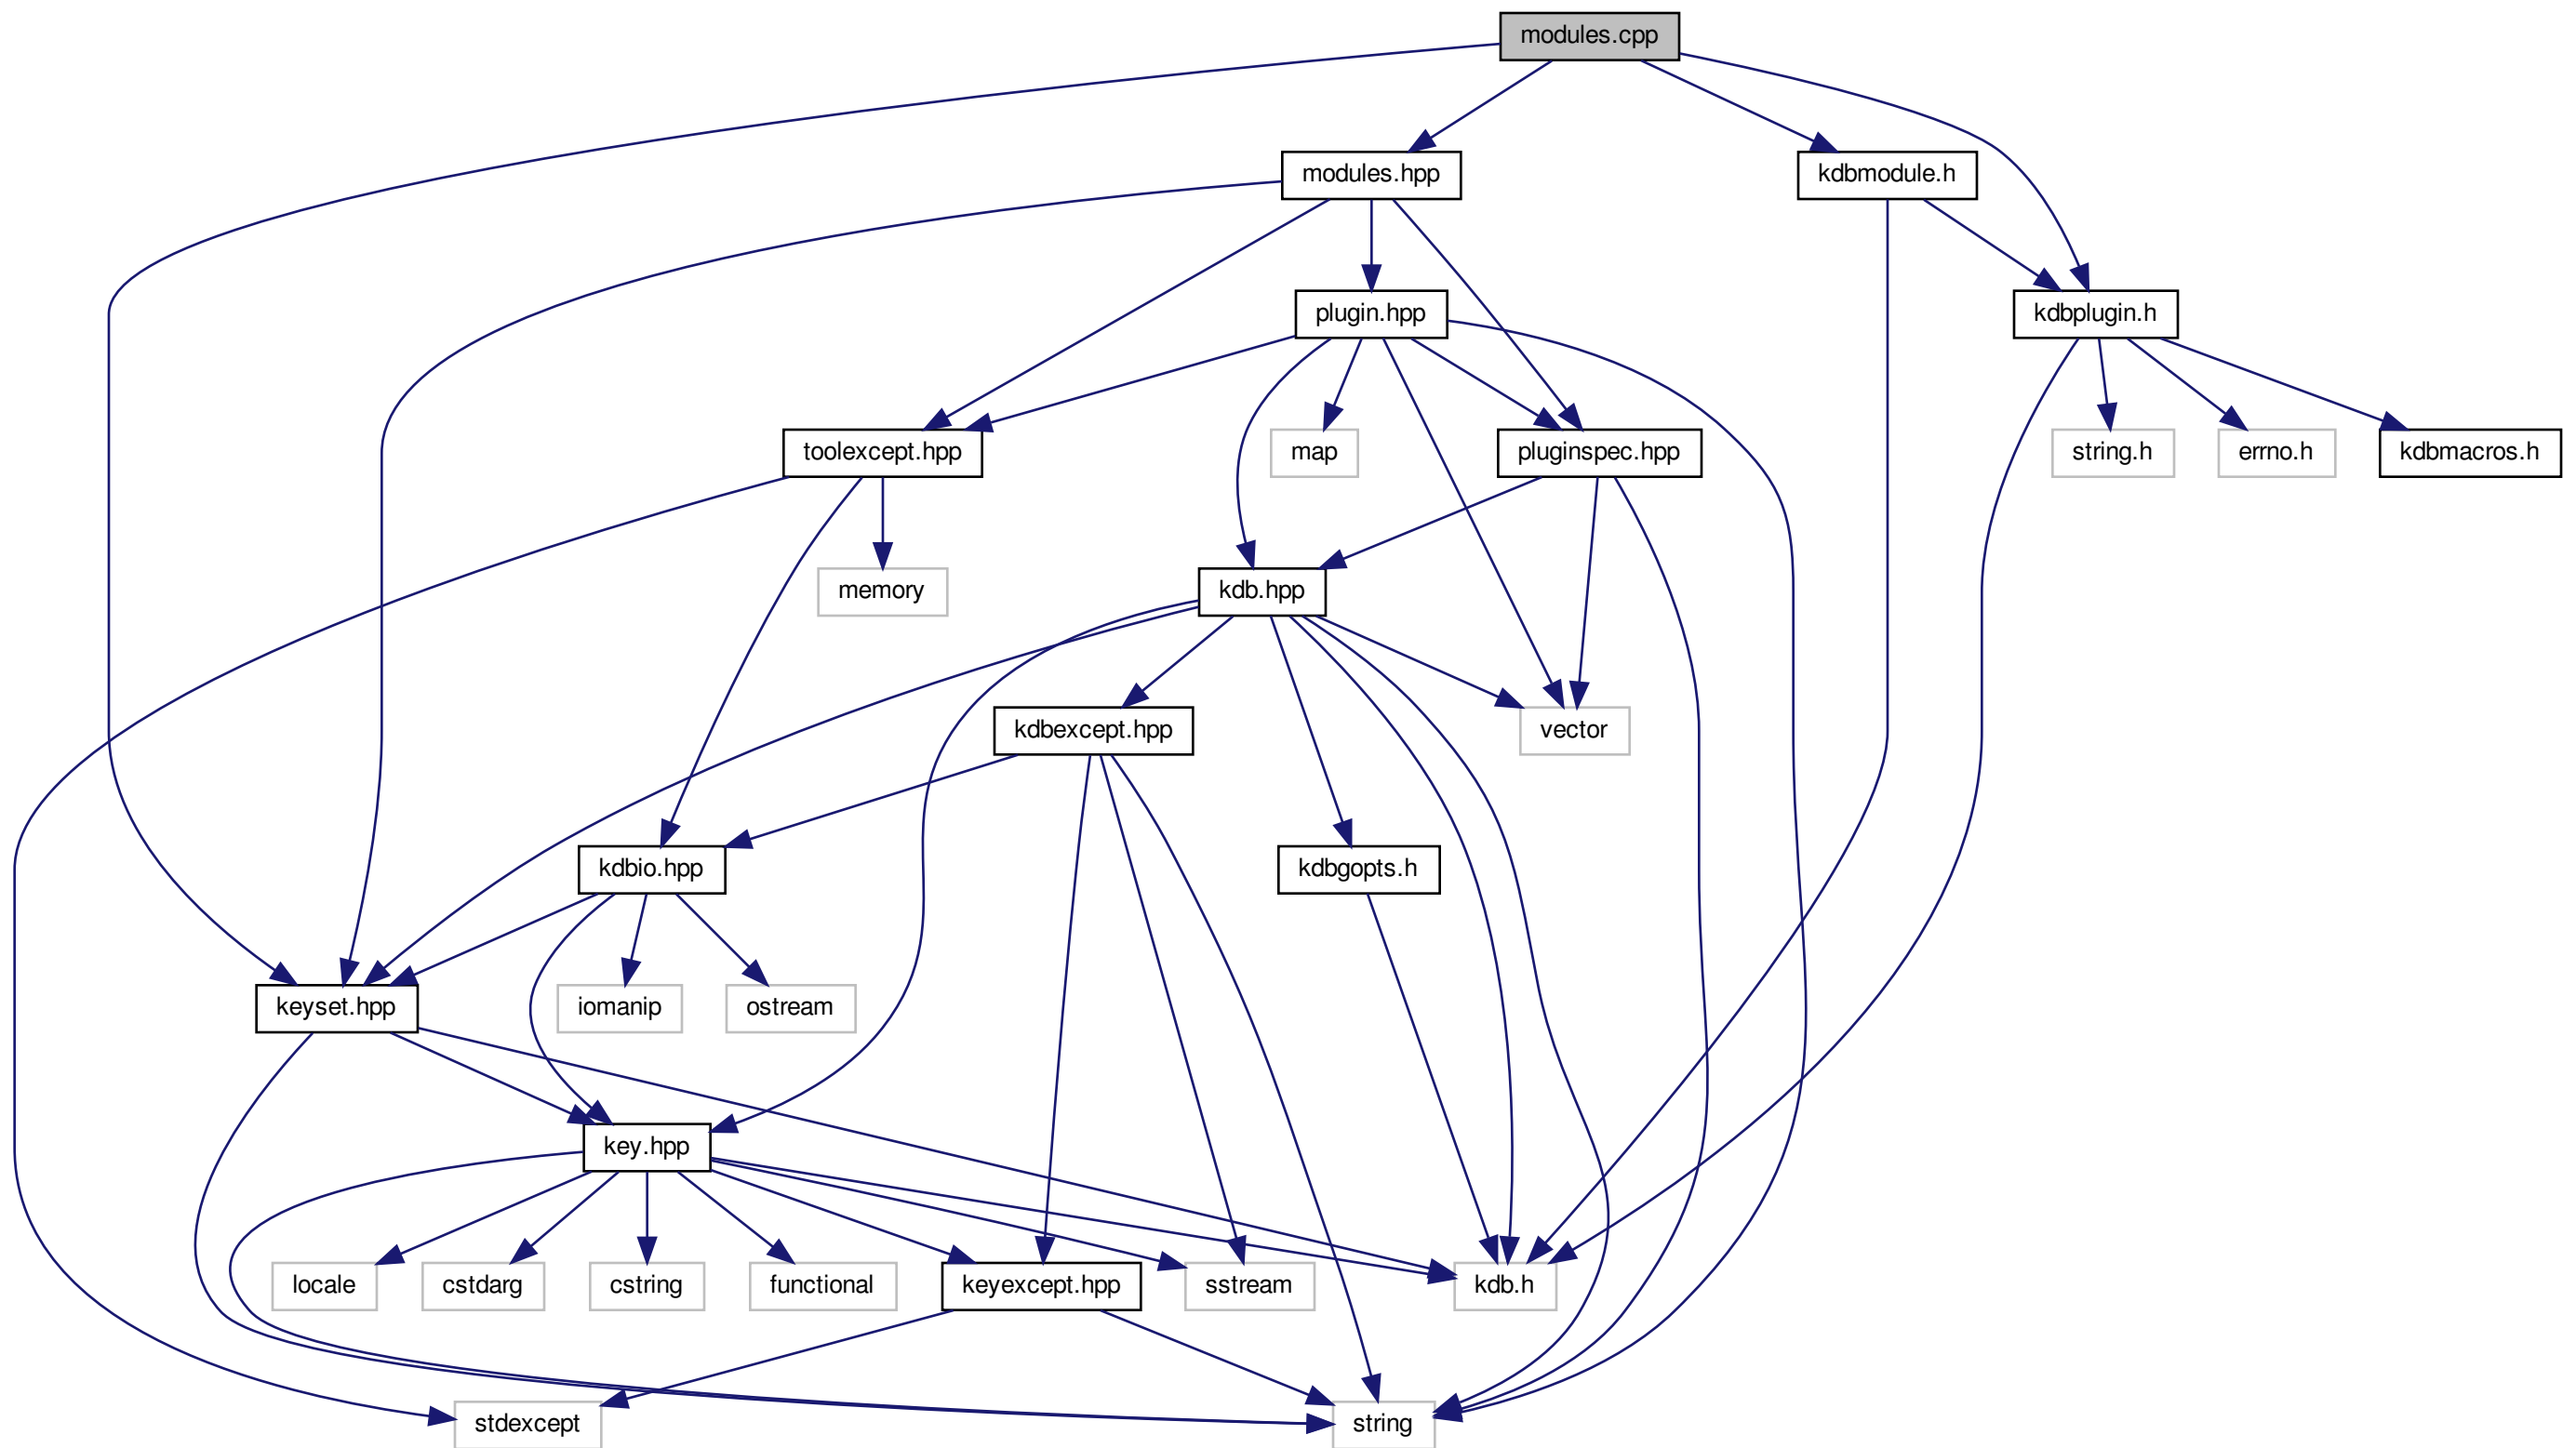 modules.cpp
modules.hpp
kdbmodule.h
plugin.hpp
kdbplugin.h
toolexcept.hpp
map
pluginspec.hpp
string.h
errno.h
kdbmacros.h
memory
kdb.hpp
kdbexcept.hpp
vector
kdbio.hpp
kdbgopts.h
keyset.hpp
iomanip
ostream
key.hpp
locale
cstdarg
cstring
functional
keyexcept.hpp
sstream
kdb.h
stdexcept
string